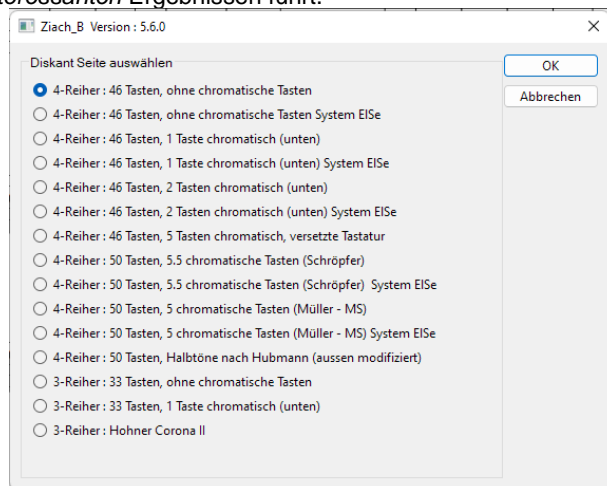 Ergebnissen führt.
Ziach_B Version : 5.6.0
Diskant Seite auswählen
4-Reiher : 46 Tasten, ohne chromatische Tasten
4-Reiher : 46 Tasten, ohne chromatische Tasten System ElSe
4-Reiher : 46 Tasten, 1 Taste chromatisch (unten)
4-Reiher : 46 Tasten, 1 Taste chromatisch (unten) System ElSe
4-Reiher : 46 Tasten, 2 Tasten chromatisch (unten)
4-Reiher : 46 Tasten, 2 Tasten chromatisch (unten) System ElSe
4-Reiher : 46 Tasten, 5 Tasten chromatisch, versetzte Tastatur
4-Reiher : 50 Tasten, 5.5 chromatische Tasten (Schröpfer)
4-Reiher : 50 Tasten, 5.5 chromatische Tasten (Schröpfer) System ElSe
4-Reiher : 50 Tasten, 5 chromatische Tasten (Müller - MS)
4-Reiher : 50 Tasten, 5 chromatische Tasten (Müller - MS) System ElSe
4-Reiher : 50 Tasten, Halbtöne nach Hubmann (aussen modifiziert)
3-Reiher : 33 Tasten, ohne chromatische Tasten
3-Reiher : 33 Tasten, 1 Taste chromatisch (unten)
3-Reiher : Hohner Corona II
OK
Abbrechen